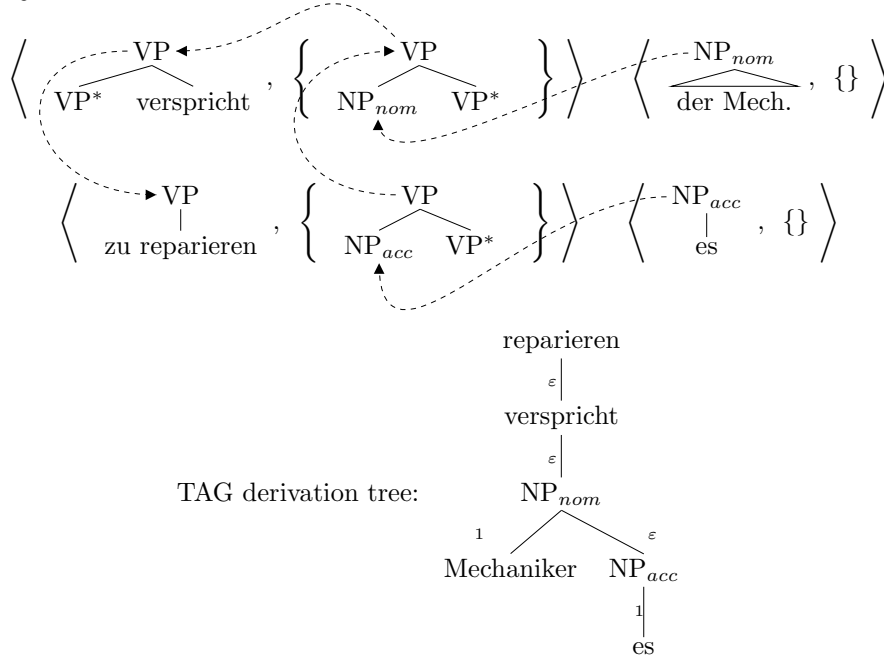 VP VP NP_nom
⟨ VP* verspricht , { NP_nom VP* } ⟩ ⟨ der Mech. , {} ⟩
VP VP NP_acc
⟨ zu reparieren , { NP_acc VP* } ⟩ ⟨ es , {} ⟩
reparieren
ε
verspricht
ε
TAG derivation tree: NP_nom
1 ε
Mechaniker NP_acc
1
es